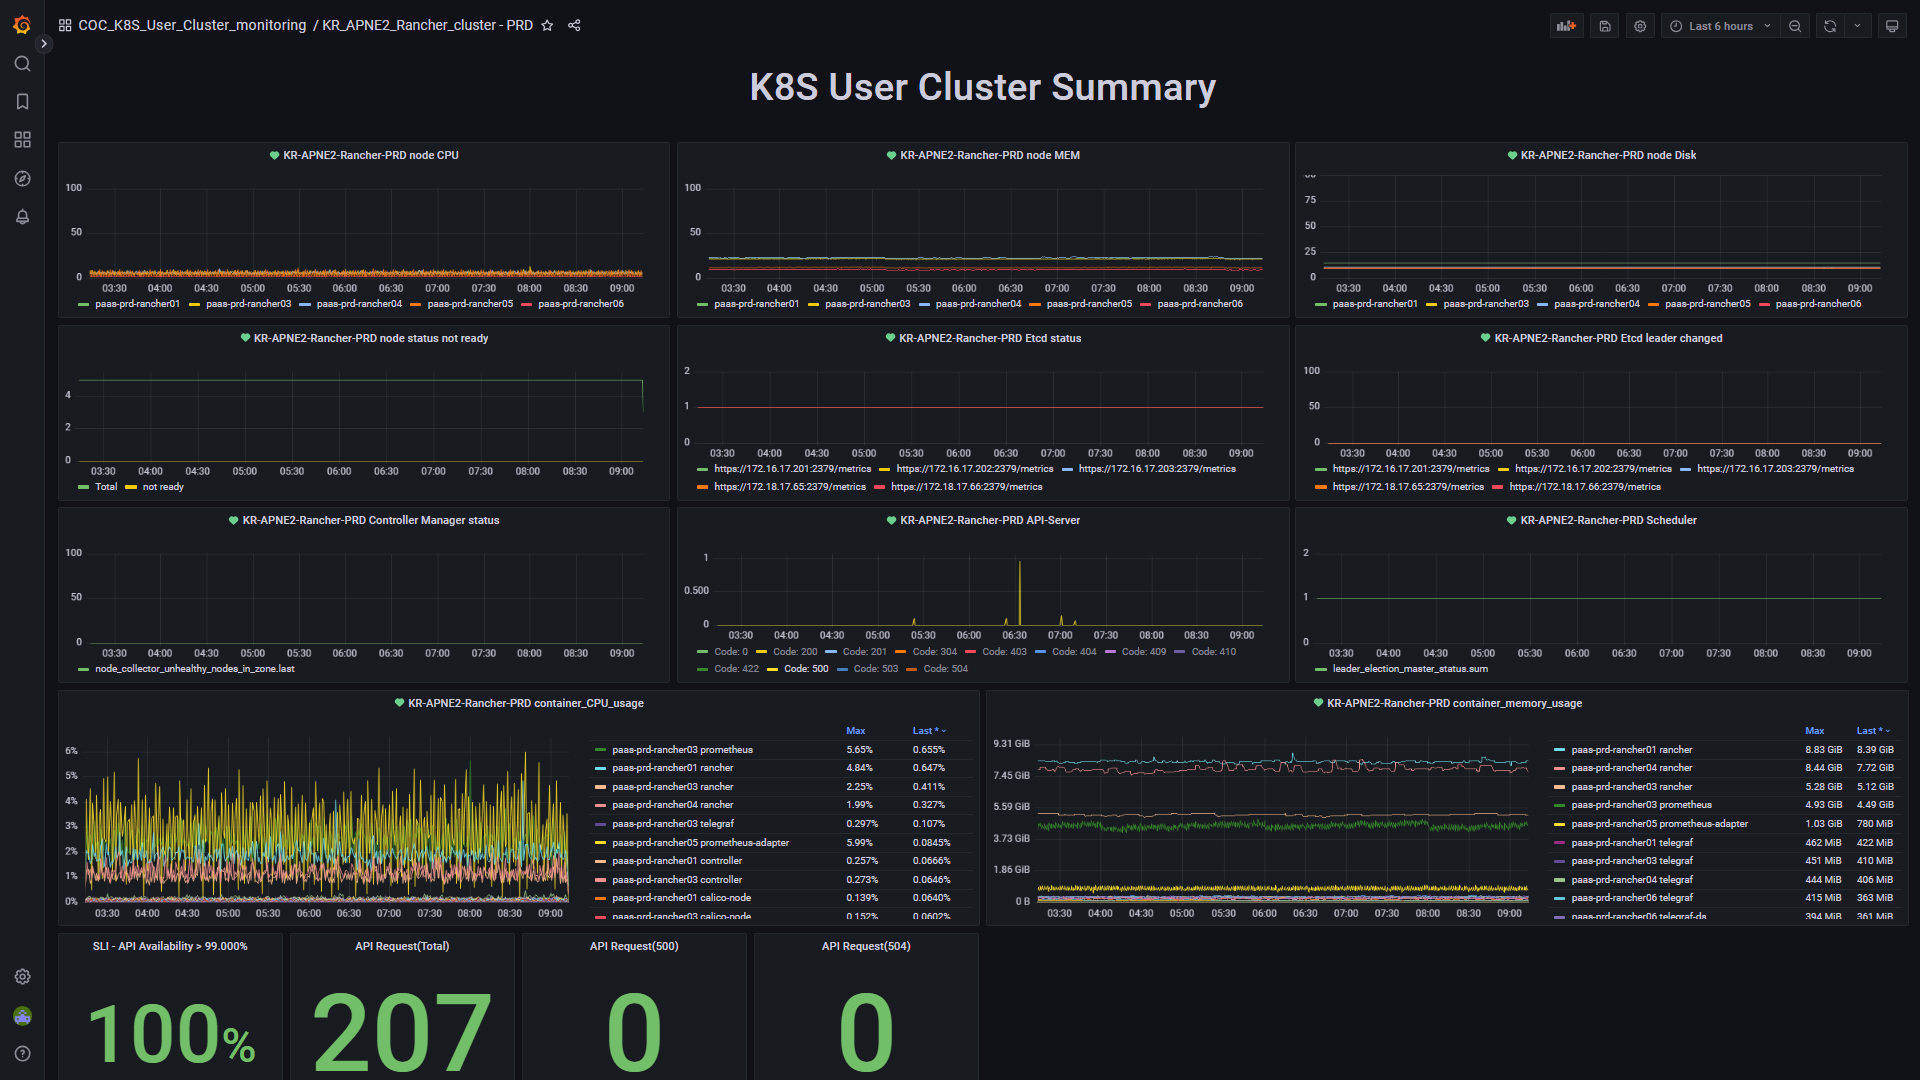 COC_K8S_User_Cluster_monitoring / KR_APNE2_Rancher_cluster - PRD
Last 6 hours
K8S User Cluster Summary
KR-APNE2-Rancher-PRD node CPU
100
50
0
03:30 04:00 04:30 05:00 05:30 06:00 06:30 07:00 07:30 08:00 08:30 09:00
paas-prd-rancher01 paas-prd-rancher03 paas-prd-rancher04 paas-prd-rancher05 paas-prd-rancher06
KR-APNE2-Rancher-PRD node MEM
100
50
0
03:30 04:00 04:30 05:00 05:30 06:00 06:30 07:00 07:30 08:00 08:30 09:00
paas-prd-rancher01 paas-prd-rancher03 paas-prd-rancher04 paas-prd-rancher05 paas-prd-rancher06
KR-APNE2-Rancher-PRD node Disk
75
50
25
0
03:30 04:00 04:30 05:00 05:30 06:00 06:30 07:00 07:30 08:00 08:30 09:00
paas-prd-rancher01 paas-prd-rancher03 paas-prd-rancher04 paas-prd-rancher05 paas-prd-rancher06
KR-APNE2-Rancher-PRD node status not ready
4
2
0
03:30 04:00 04:30 05:00 05:30 06:00 06:30 07:00 07:30 08:00 08:30 09:00
Total not ready
KR-APNE2-Rancher-PRD Etcd status
2
1
0
03:30 04:00 04:30 05:00 05:30 06:00 06:30 07:00 07:30 08:00 08:30 09:00
https://172.16.17.201:2379/metrics https://172.16.17.202:2379/metrics https://172.16.17.203:2379/metrics
https://172.18.17.65:2379/metrics https://172.18.17.66:2379/metrics
KR-APNE2-Rancher-PRD Etcd leader changed
100
50
0
03:30 04:00 04:30 05:00 05:30 06:00 06:30 07:00 07:30 08:00 08:30 09:00
https://172.16.17.201:2379/metrics https://172.16.17.202:2379/metrics https://172.16.17.203:2379/metrics
https://172.18.17.65:2379/metrics https://172.18.17.66:2379/metrics
KR-APNE2-Rancher-PRD Controller Manager status
100
50
0
03:30 04:00 04:30 05:00 05:30 06:00 06:30 07:00 07:30 08:00 08:30 09:00
node_collector_unhealthy_nodes_in_zone.last
KR-APNE2-Rancher-PRD API-Server
1
0.500
0
03:30 04:00 04:30 05:00 05:30 06:00 06:30 07:00 07:30 08:00 08:30 09:00
Code: 0 Code: 200 Code: 201 Code: 304 Code: 403 Code: 404 Code: 409 Code: 410
Code: 422 Code: 500 Code: 503 Code: 504
KR-APNE2-Rancher-PRD Scheduler
2
1
0
03:30 04:00 04:30 05:00 05:30 06:00 06:30 07:00 07:30 08:00 08:30 09:00
leader_election_master_status.sum
KR-APNE2-Rancher-PRD container_CPU_usage
6%
5%
4%
3%
2%
1%
0%
03:30 04:00 04:30 05:00 05:30 06:00 06:30 07:00 07:30 08:00 08:30 09:00
Max Last *
paas-prd-rancher03 prometheus 5.65% 0.655%
paas-prd-rancher01 rancher 4.84% 0.647%
paas-prd-rancher03 rancher 2.25% 0.411%
paas-prd-rancher04 rancher 1.99% 0.327%
paas-prd-rancher03 telegraf 0.297% 0.107%
paas-prd-rancher05 prometheus-adapter 5.99% 0.0845%
paas-prd-rancher01 controller 0.257% 0.0666%
paas-prd-rancher03 controller 0.273% 0.0646%
paas-prd-rancher01 calico-node 0.139% 0.0640%
paas-prd-rancher03 calico-node 0.152% 0.0602%
KR-APNE2-Rancher-PRD container_memory_usage
9.31 GiB
7.45 GiB
5.59 GiB
3.73 GiB
1.86 GiB
0 B
03:30 04:00 04:30 05:00 05:30 06:00 06:30 07:00 07:30 08:00 08:30 09:00
Max Last *
paas-prd-rancher01 rancher 8.83 GiB 8.39 GiB
paas-prd-rancher04 rancher 8.44 GiB 7.72 GiB
paas-prd-rancher03 rancher 5.28 GiB 5.12 GiB
paas-prd-rancher03 prometheus 4.93 GiB 4.49 GiB
paas-prd-rancher05 prometheus-adapter 1.03 GiB 780 MiB
paas-prd-rancher01 telegraf 462 MiB 422 MiB
paas-prd-rancher03 telegraf 451 MiB 410 MiB
paas-prd-rancher04 telegraf 444 MiB 406 MiB
paas-prd-rancher06 telegraf 415 MiB 363 MiB
paas-prd-rancher06 telegraf-ds 394 MiB 361 MiB
SLI - API Availability > 99.000%
100%
API Request(Total)
207
API Request(500)
0
API Request(504)
0